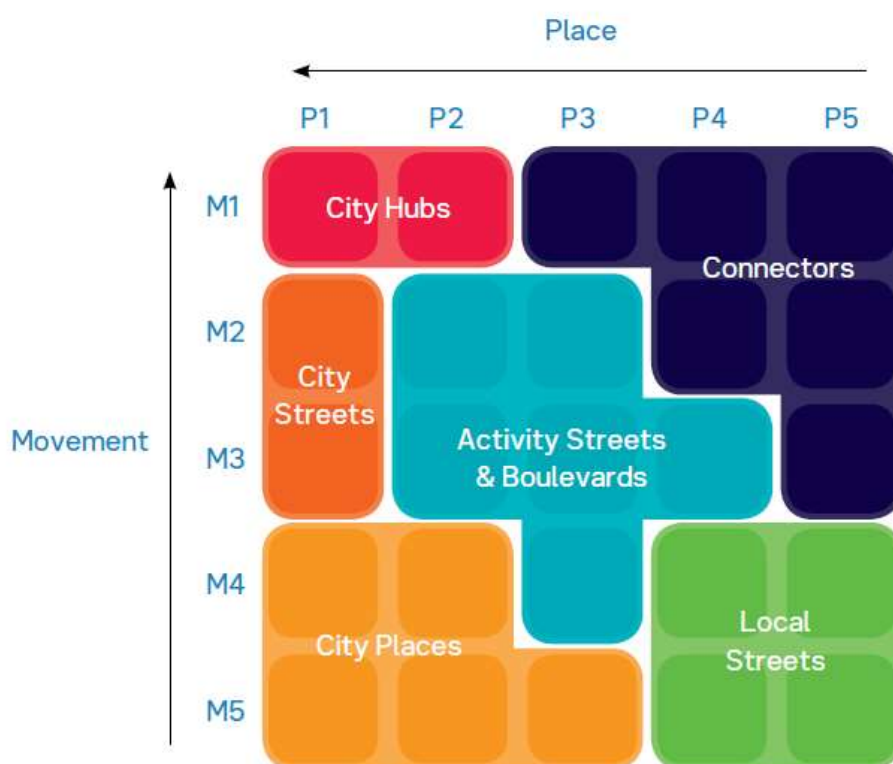 Place
P1 P2 P3 P4 P5
M1
City Hubs
Connectors
M2
City
Streets
Movement
M3
Activity Streets
& Boulevards
M4
City Places
Local
Streets
M5